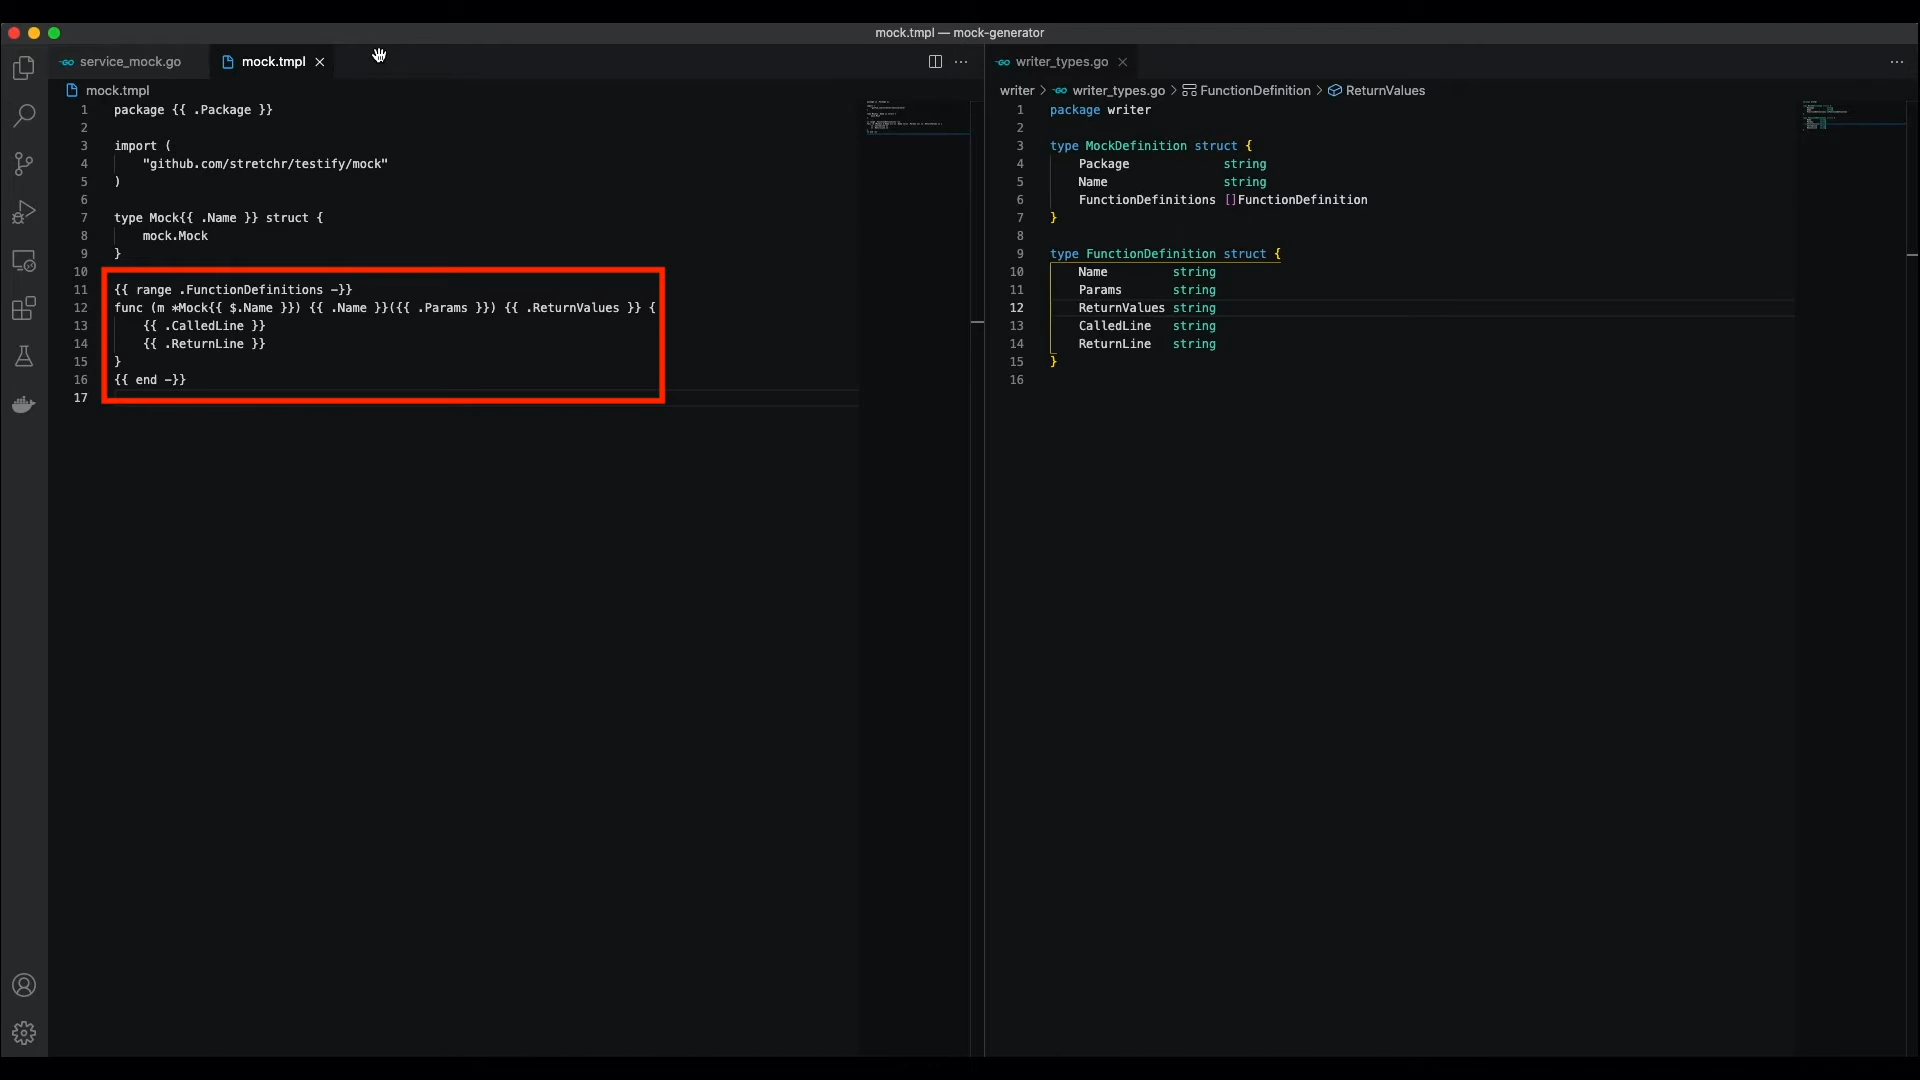 mock.tmpl — mock-generator
service_mock.go
mock.tmpl
mock.tmpl
1 package {{ .Package }}
2
3 import (
4 "github.com/stretchr/testify/mock"
5 )
6
7 type Mock{{ .Name }} struct {
8 mock.Mock
9 }
10
11 {{ range .FunctionDefinitions -}}
12 func (m *Mock{{ $.Name }}) {{ .Name }}({{ .Params }}) {{ .ReturnValues }} {
13 {{ .CalledLine }}
14 {{ .ReturnLine }}
15 }
16 {{ end -}}
17
writer_types.go
writer > writer_types.go > FunctionDefinition > ReturnValues
1 package writer
2
3 type MockDefinition struct {
4 Package string
5 Name string
6 FunctionDefinitions []FunctionDefinition
7 }
8
9 type FunctionDefinition struct {
10 Name string
11 Params string
12 ReturnValues string
13 CalledLine string
14 ReturnLine string
15 }
16